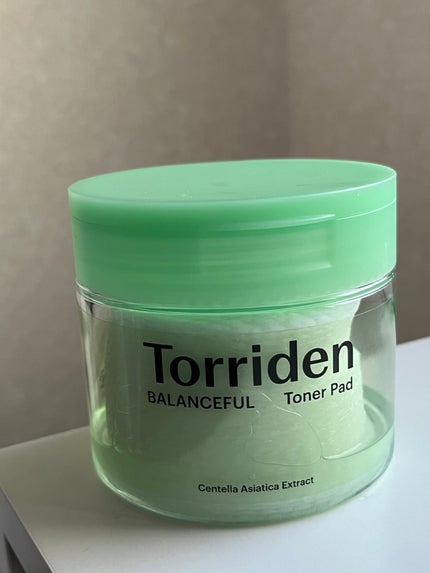 Torriden
BALANCEFUL Toner Pad
Centella Asiatica Extract